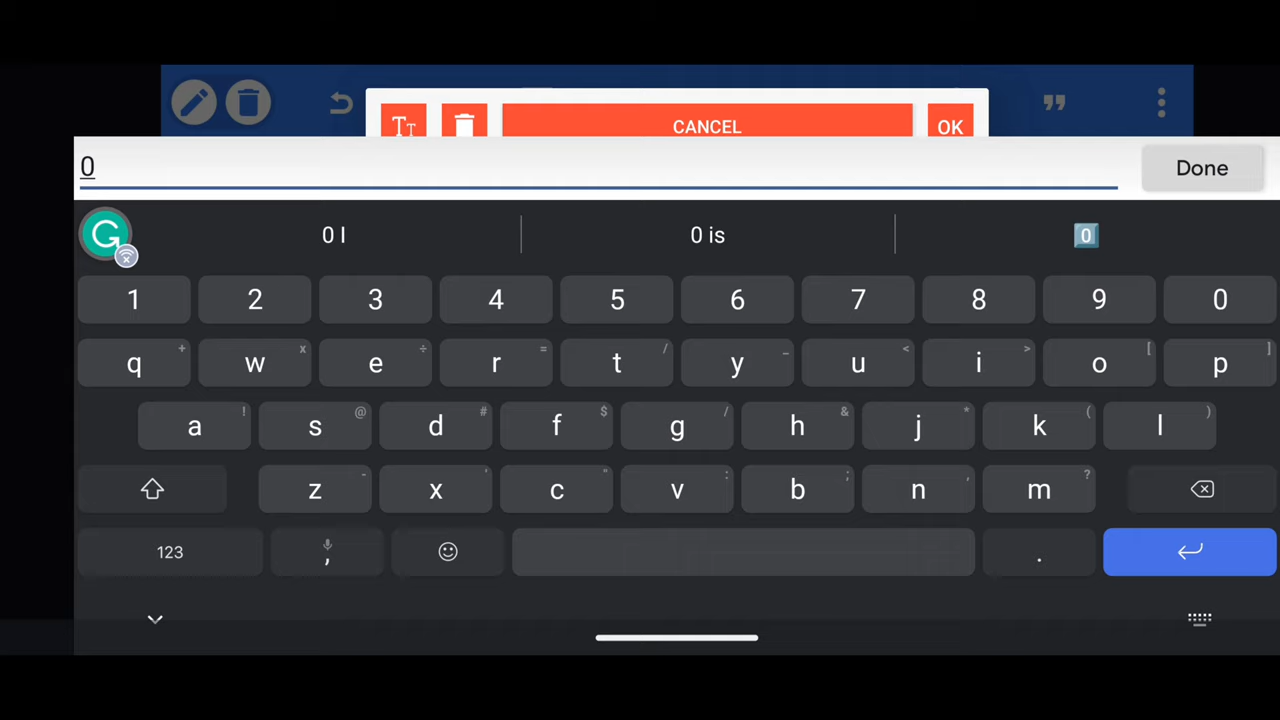 ”
TT CANCEL OK
0 Done
G 0 I 0 is 0
1 2 3 4 5 6 7 8 9 0
q + w x e ÷ r = t / y _ u < i > o [ p ]
a ! s @ d # f $ g / h & j * k ( l )
z - x ' c " v : b ; n , m ?
123 , .